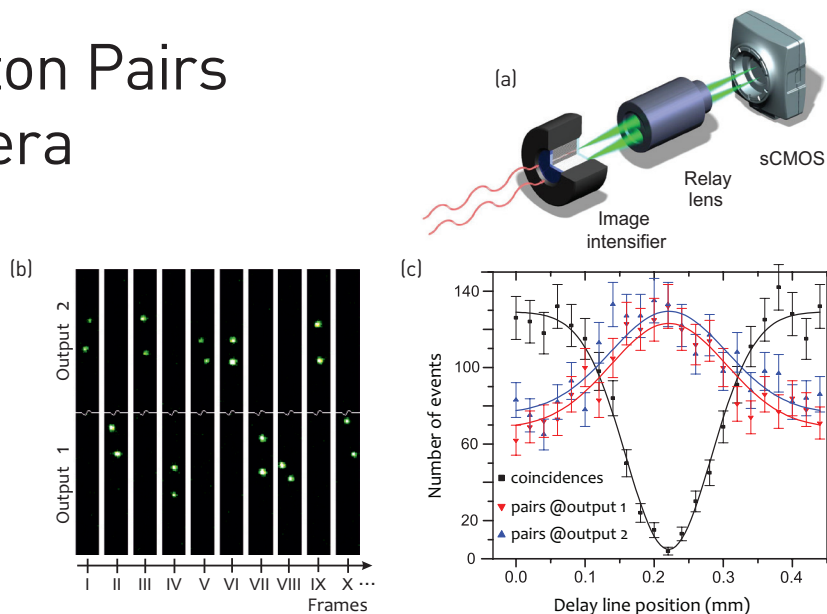 ton Pairs
era
(a)
sCMOS
Relay
lens
Image
intensifier
(b)
Output 2
Output 1
I II III IV V VI VII VIII IX X ...
Frames
(c)
Number of events
140
100
80
60
20
0
coincidences
pairs @output 1
pairs @output 2
0.0 0.1 0.2 0.3 0.4
Delay line position (mm)